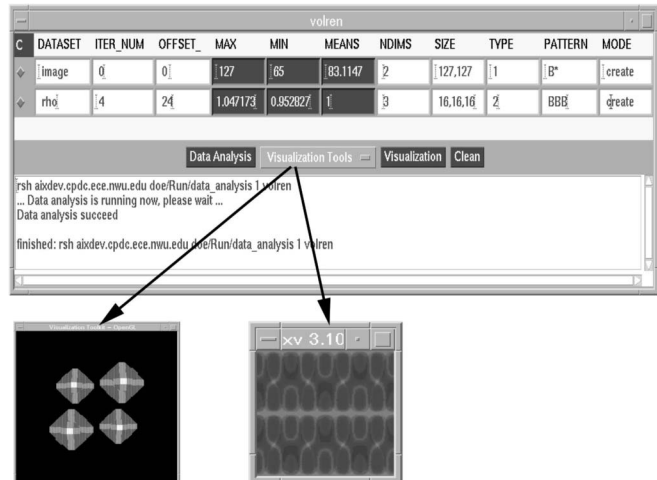 volren
C DATASET ITER_NUM OFFSET_ MAX MIN MEANS NDIMS SIZE TYPE PATTERN MODE
image 0 0 127 65 83.1147 2 127,127 1 B* create
rho 4 24 1.047173 0.952827 1 3 16,16,16 2 BBB create
Data Analysis Visualization Tools Visualization Clean
rsh aixdev.cpdc.ece.nwu.edu doe/Run/data_analysis 1 volren
... Data analysis is running now, please wait ...
Data analysis succeed
finished: rsh aixdev.cpdc.ece.nwu.edu doe/Run/data_analysis 1 volren
Visualization Toolkit - OpenGL
xv 3.10